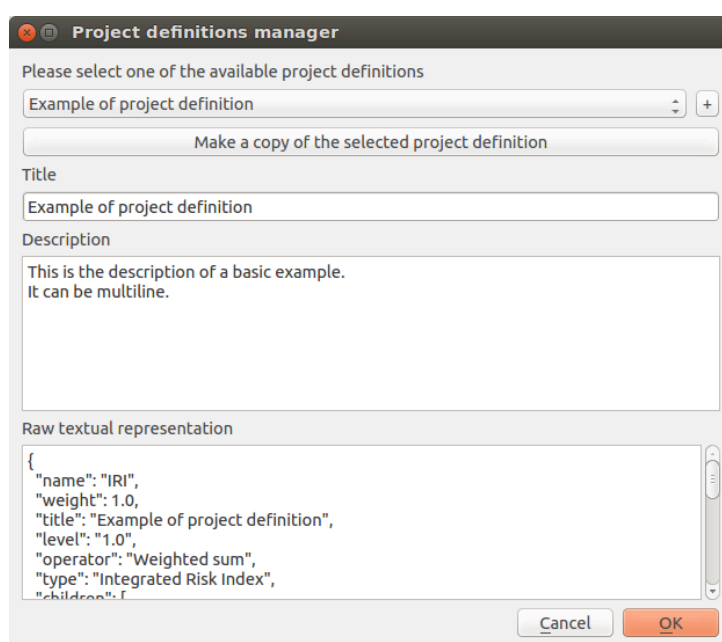 Project definitions manager
Please select one of the available project definitions
Example of project definition
+
Make a copy of the selected project definition
Title
Example of project definition
Description
This is the description of a basic example.
It can be multiline.
Raw textual representation
{
"name": "IRI",
"weight": 1.0,
"title": "Example of project definition",
"level": "1.0",
"operator": "Weighted sum",
"type": "Integrated Risk Index",
"children": [
Cancel
OK